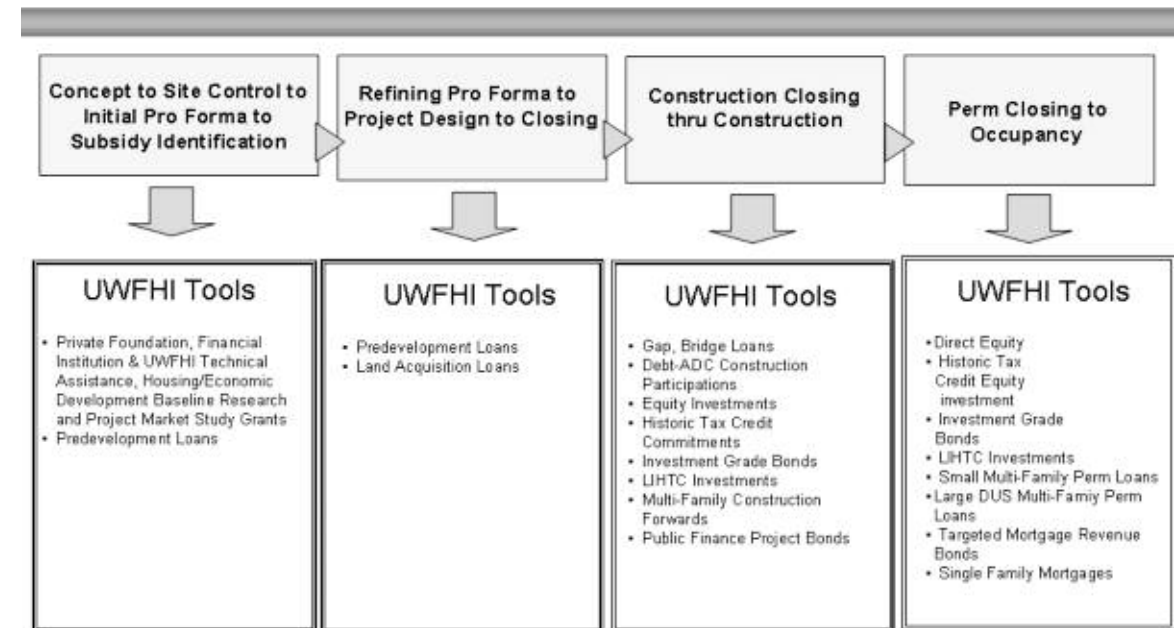 Concept to Site Control to
Initial Pro Forma to
Subsidy Identification
Refining Pro Forma to
Project Design to Closing
Construction Closing
thru Construction
Perm Closing to
Occupancy
UWFHI Tools
• Private Foundation, Financial
Institution & UWFHI Technical
Assistance, Housing/Economic
Development Baseline Research
and Project Market Study Grants
• Predevelopment Loans
UWFHI Tools
• Predevelopment Loans
• Land Acquisition Loans
UWFHI Tools
• Gap, Bridge Loans
• Debt-ADC Construction
Participations
• Equity Investments
• Historic Tax Credit
Commitments
• Investment Grade Bonds
• LIHTC Investments
• Multi-Family Construction
Forwards
• Public Finance Project Bonds
UWFHI Tools
• Direct Equity
• Historic Tax
Credit Equity
investment
• Investment Grade
Bonds
• LIHTC Investments
• Small Multi-Family Perm Loans
• Large DUS Multi-Famiy Perm
Loans
• Targeted Mortgage Revenue
Bonds
• Single Family Mortgages